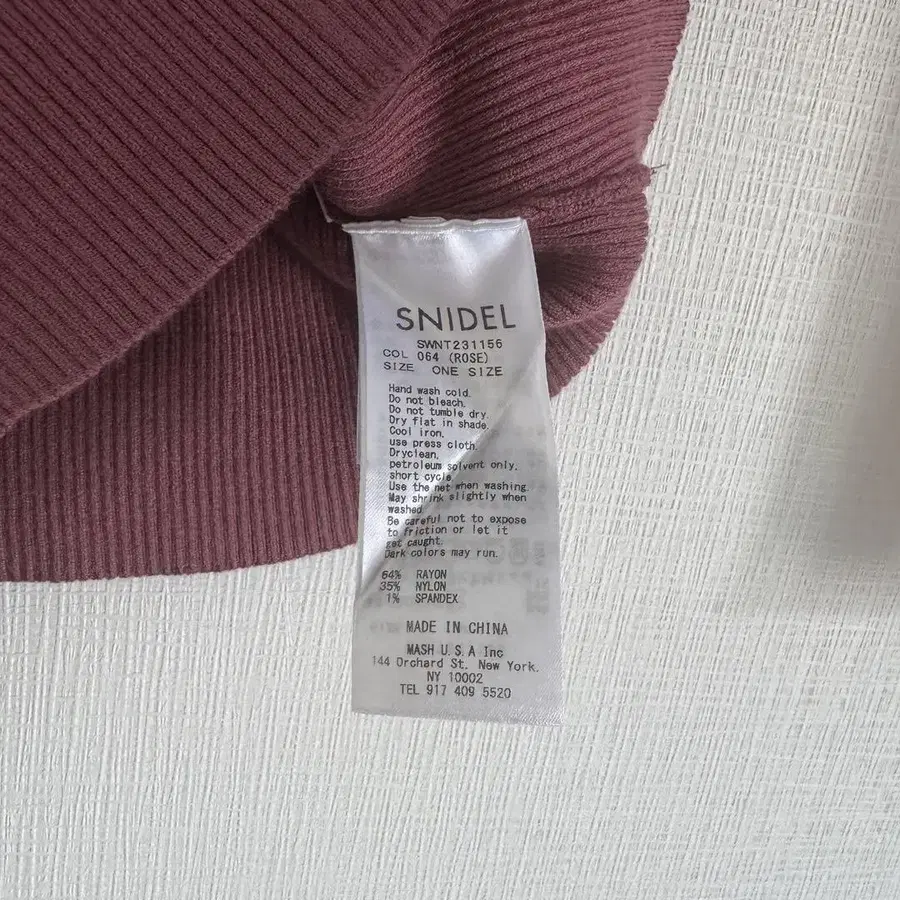 SNIDEL
SWNT231156
COL 064 (ROSE)
SIZE ONE SIZE
Hand wash cold.
Do not bleach.
Do not tumble dry.
Dry flat in shade.
Cool iron.
use press cloth.
Dryclean,
petroleum solvent only.
short cycle
Use the net when washing.
May shrink slightly when
washed.
Be careful not to expose
to friction or let it
get caught.
Dark colors may run.
64% RAYON
35% NYLON
1% SPANDEX
MADE IN CHINA
MASH U.S.A Inc
144 Orchard St. New York.
NY 10002
TEL 917 409 5520